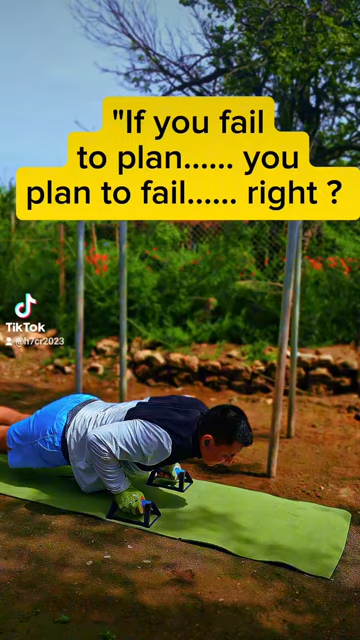 "If you fail
to plan...... you
plan to fail...... right ?
TikTok
@h7cr2023